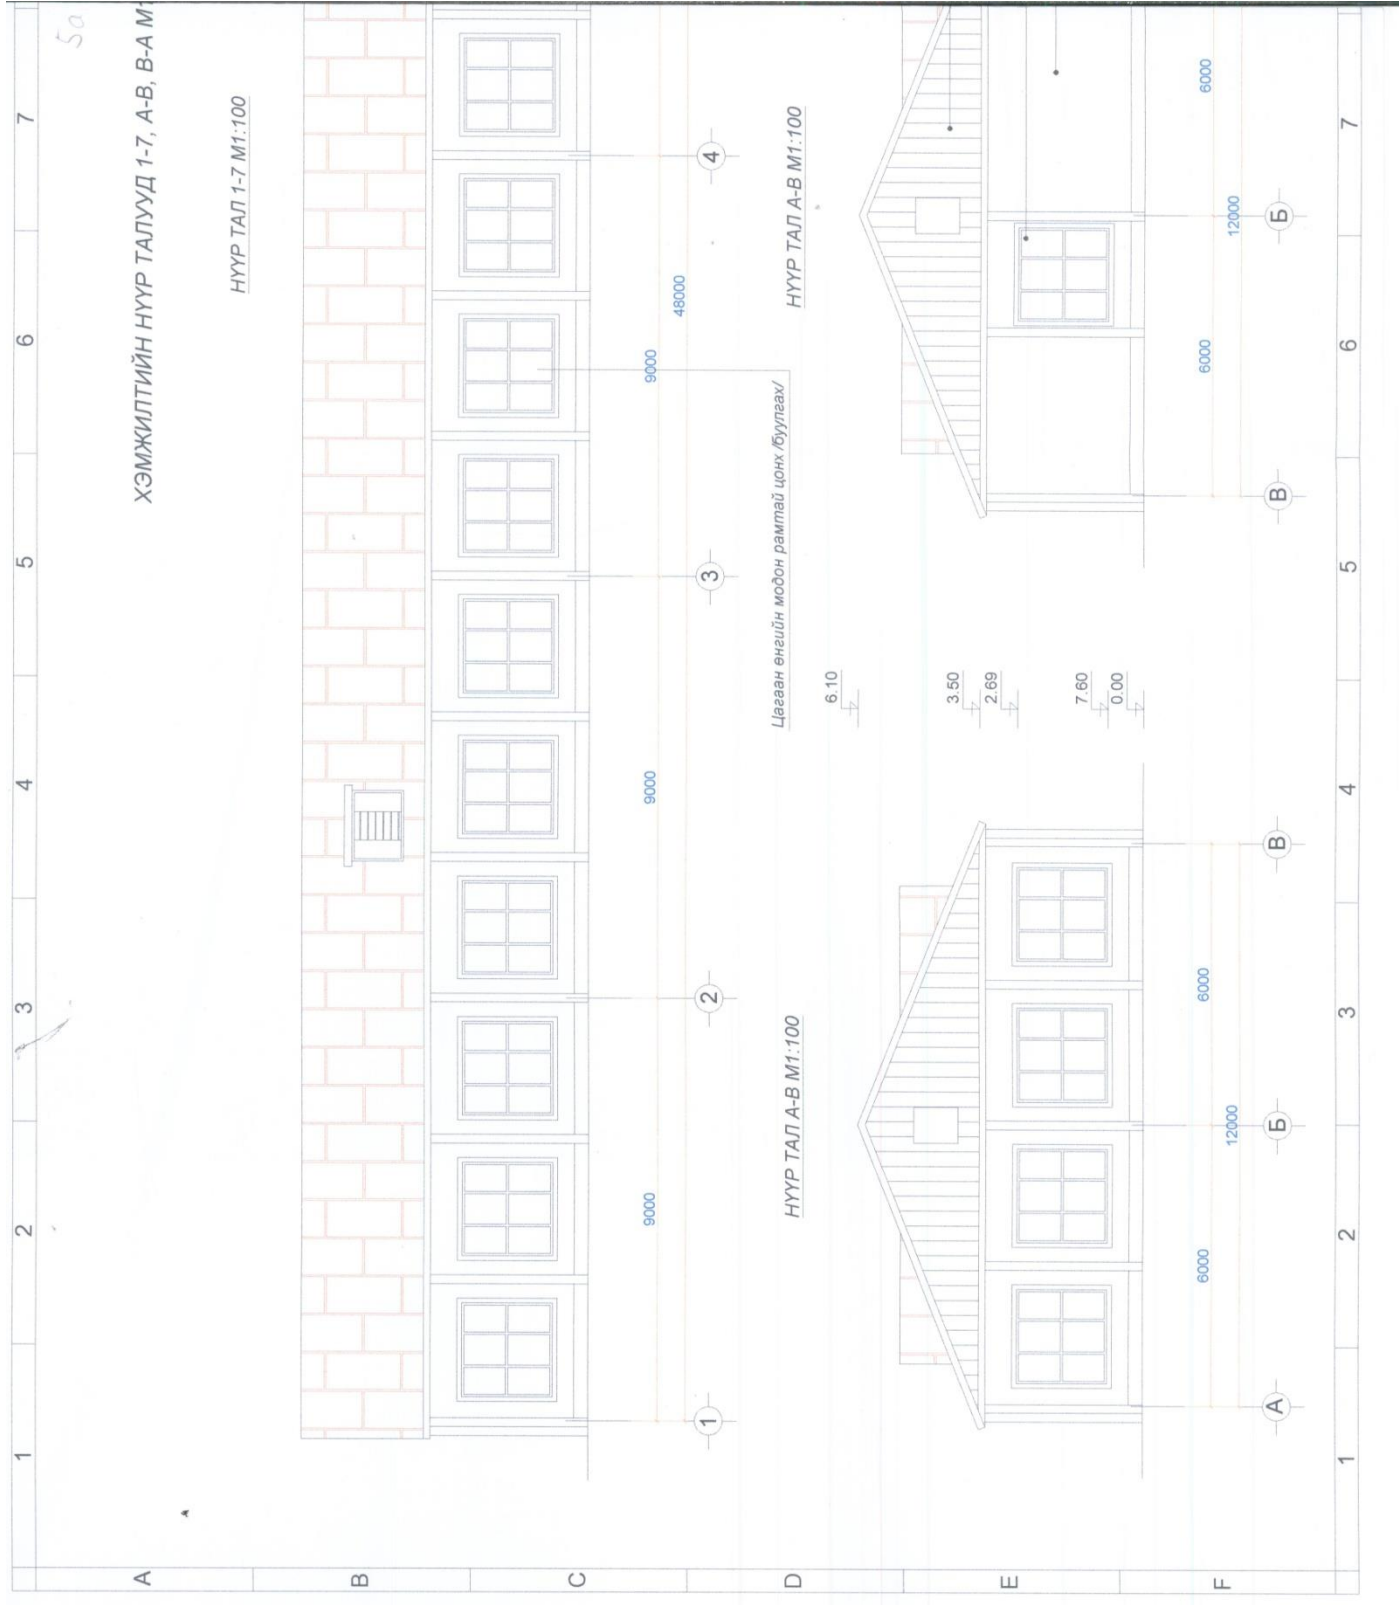 1 2 3 4 5 6 7
50
ХЭМЖИЛТИЙН НҮҮР ТАЛУУД 1-7, А-В, В-А М:
НҮҮР ТАЛ 1-7 М1:100
A
B
C
D
E
F
9000 9000 9000
48000
1 2 3 4
Цагаан өнгийн модон рамтай цонх /буулгах/
НҮҮР ТАЛ А-В М1:100
НҮҮР ТАЛ А-В М1:100
6.10
3.50
2.69
7.60
0.00
6000 6000
12000
А Б В
6000 6000
12000
В Б
1 2 3 4 5 6 7